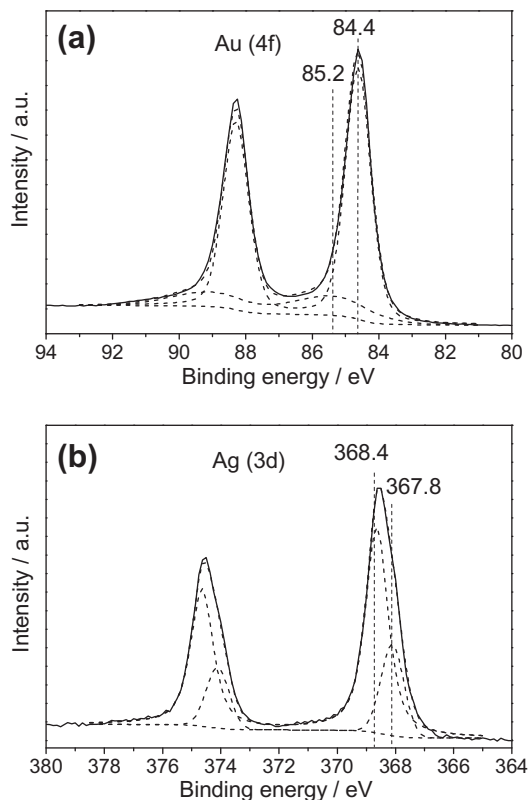 (a)
Au (4f)
84.4
85.2
Intensity / a.u.
94 92 90 88 86 84 82 80
Binding energy / eV
(b)
Ag (3d)
368.4
367.8
Intensity / a.u.
380 378 376 374 372 370 368 366 364
Binding energy / eV